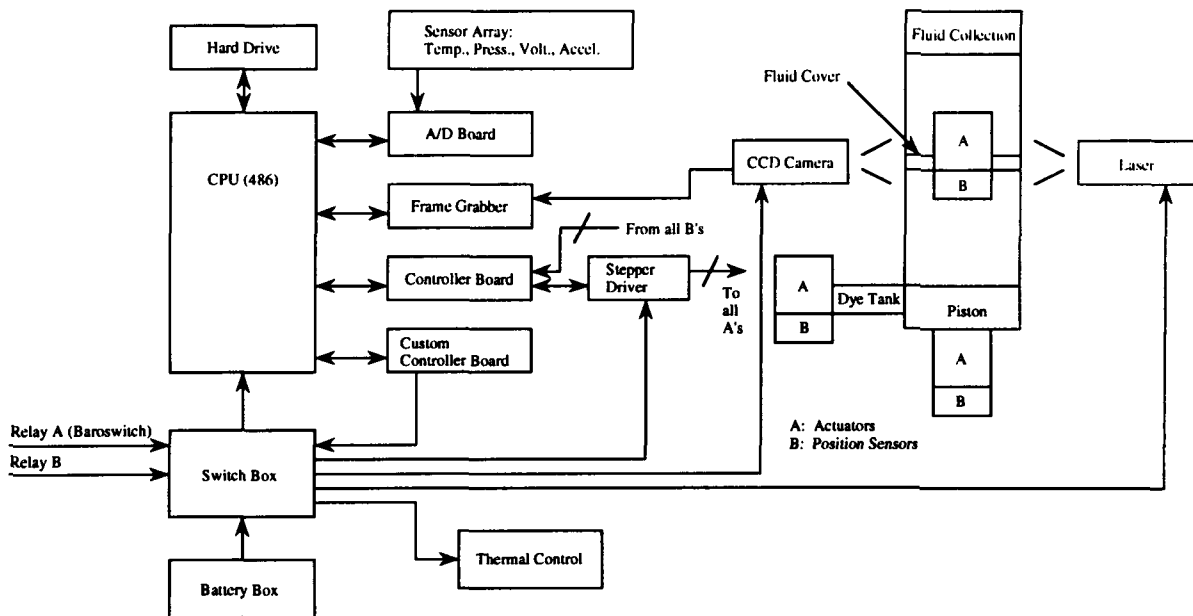 Hard Drive
Sensor Array:
Temp., Press., Volt., Accel.
Fluid Collection
Fluid Cover
A/D Board
CPU (486)
CCD Camera
A
B
Laser
Frame Grabber
From all B's
Controller Board
Stepper
Driver
To
all
A's
A
B
Dye Tank
Piston
A
B
Custom
Controller Board
Relay A (Baroswitch)
Relay B
Switch Box
A: Actuators
B: Position Sensors
Thermal Control
Battery Box